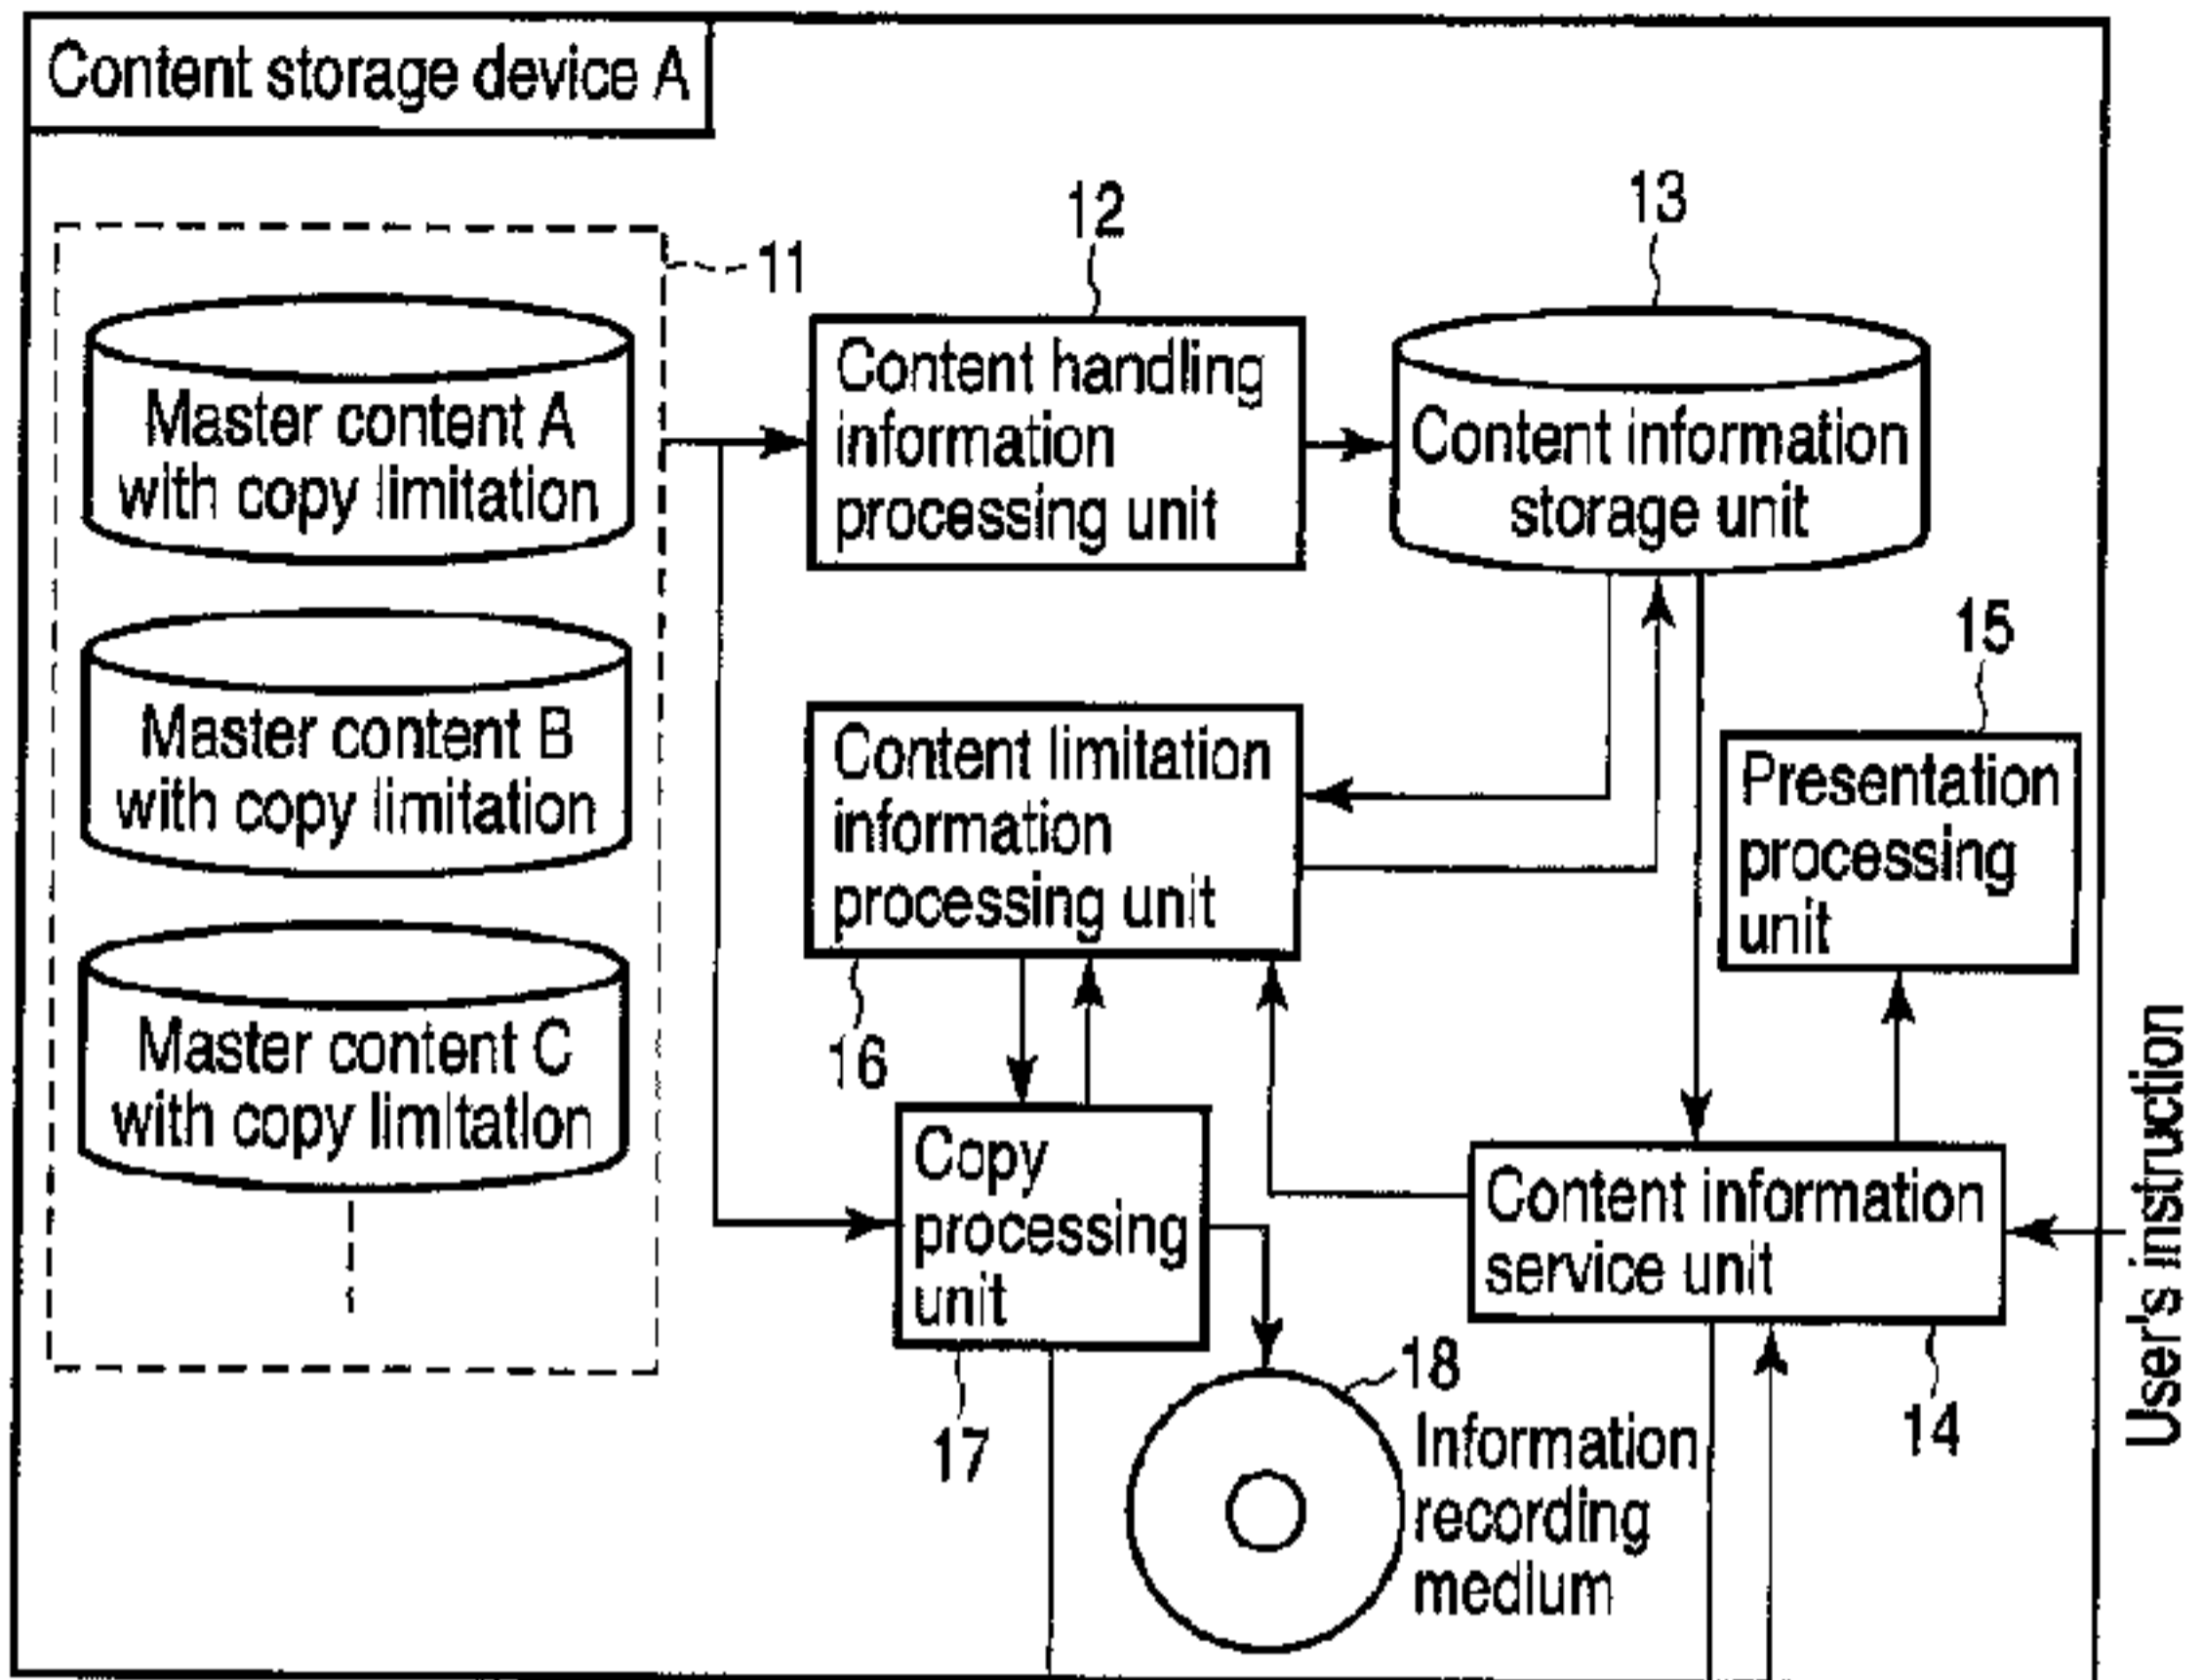 Content storage device A
11
12
13
Master content A
with copy limitation
Content handling
information
processing unit
Content information
storage unit
15
Master content B
with copy limitation
Content limitation
information
processing unit
Presentation
processing
unit
16
Master content C
with copy limitation
Copy
processing
unit
Content information
service unit
User's instruction
17
18
14
Information
recording
medium